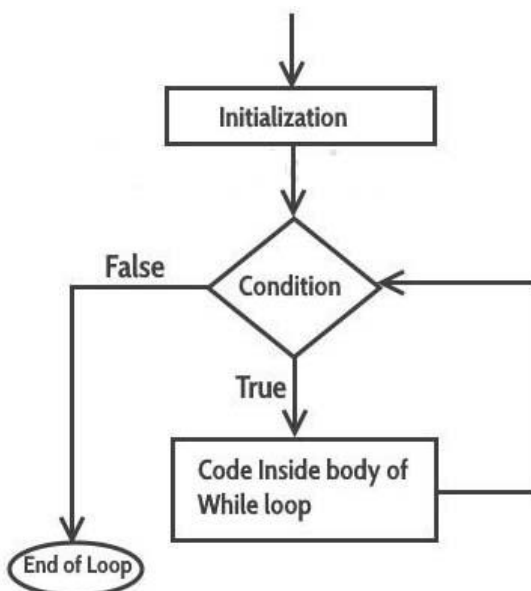 Initialization
False
Condition
True
Code Inside body of
While loop
End of Loop